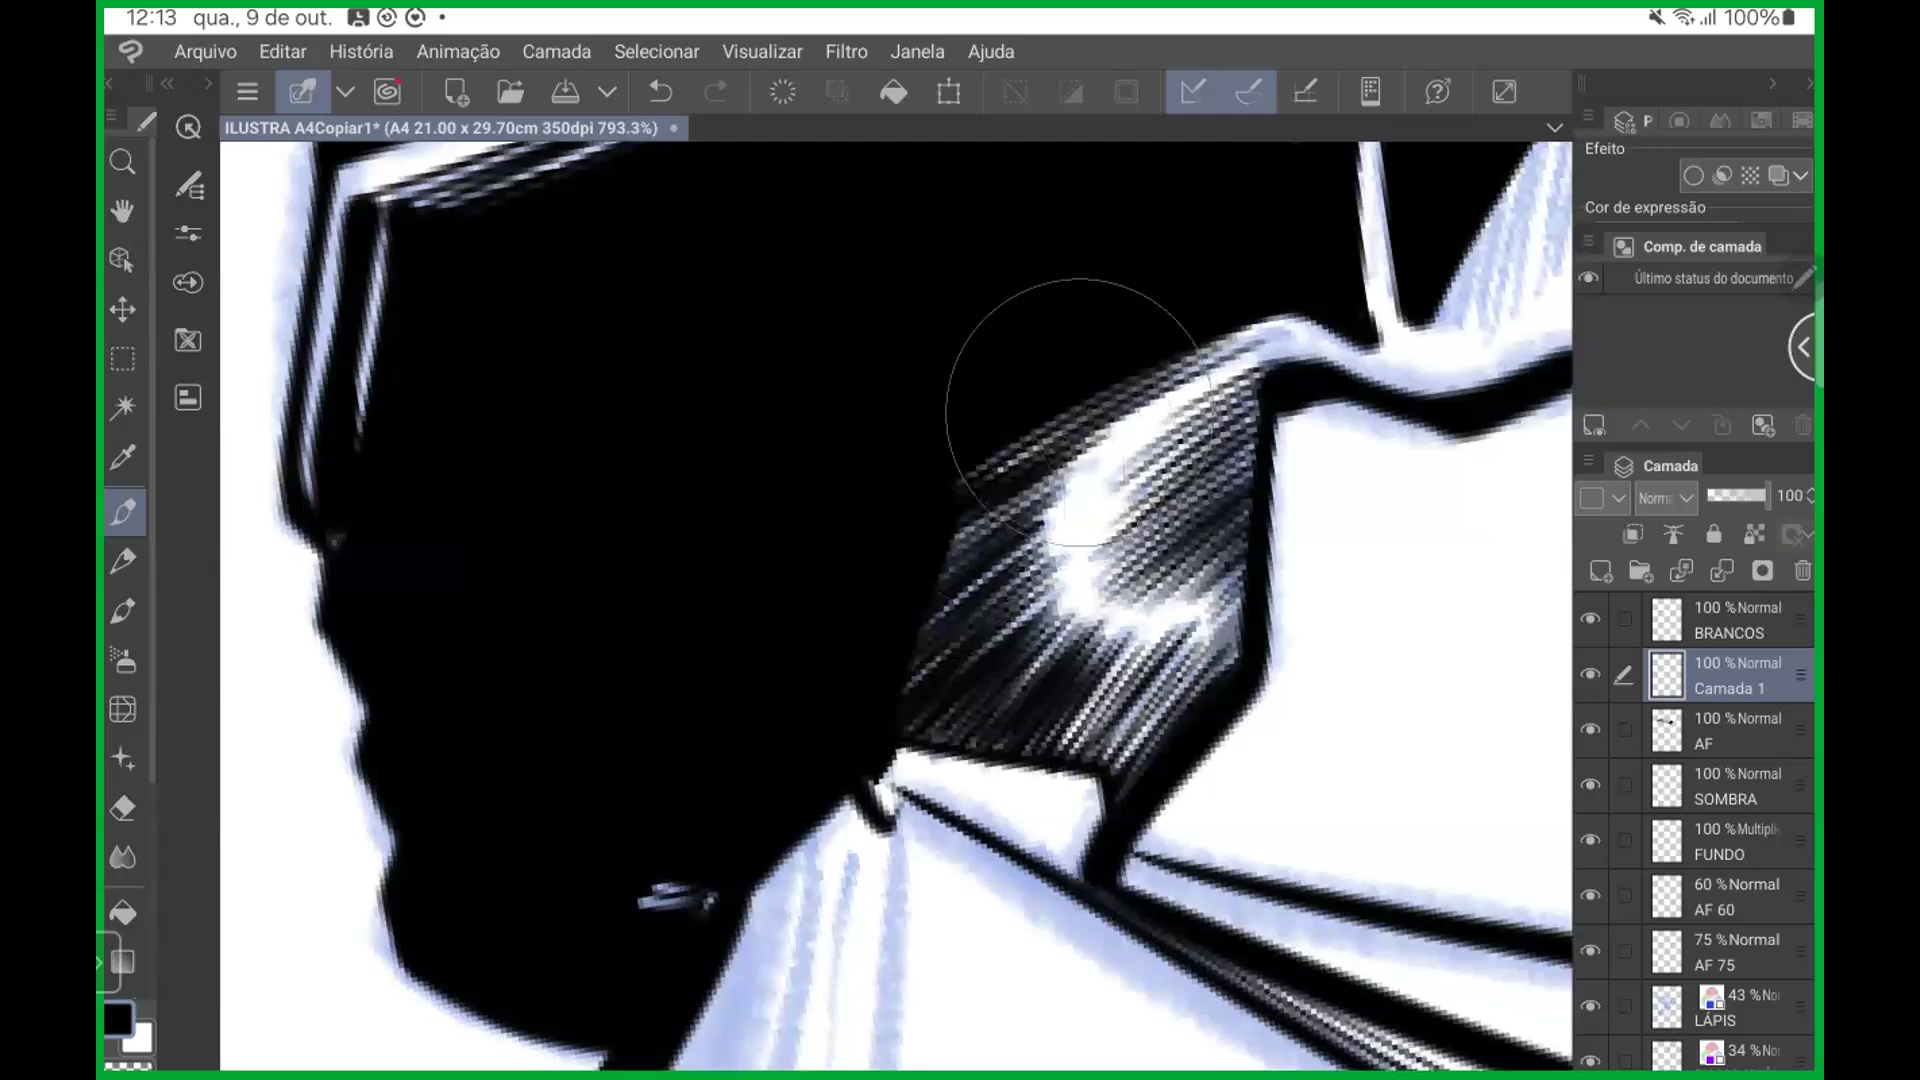 12:13 qua., 9 de out.
100%
Arquivo Editar História Animação Camada Selecionar Visualizar Filtro Janela Ajuda
ILUSTRA A4Copiar1* (A4 21.00 x 29.70cm 350dpi 793.3%)
P
Efeito
Cor de expressão
Comp. de camada
Último status do documento
Camada
Norma 100
100 % Normal
BRANCOS
100 % Normal
Camada 1
100 % Normal
AF
100 % Normal
SOMBRA
100 % Multipli
FUNDO
60 % Normal
AF 60
75 % Normal
AF 75
43 % No
LÁPIS
34 % No